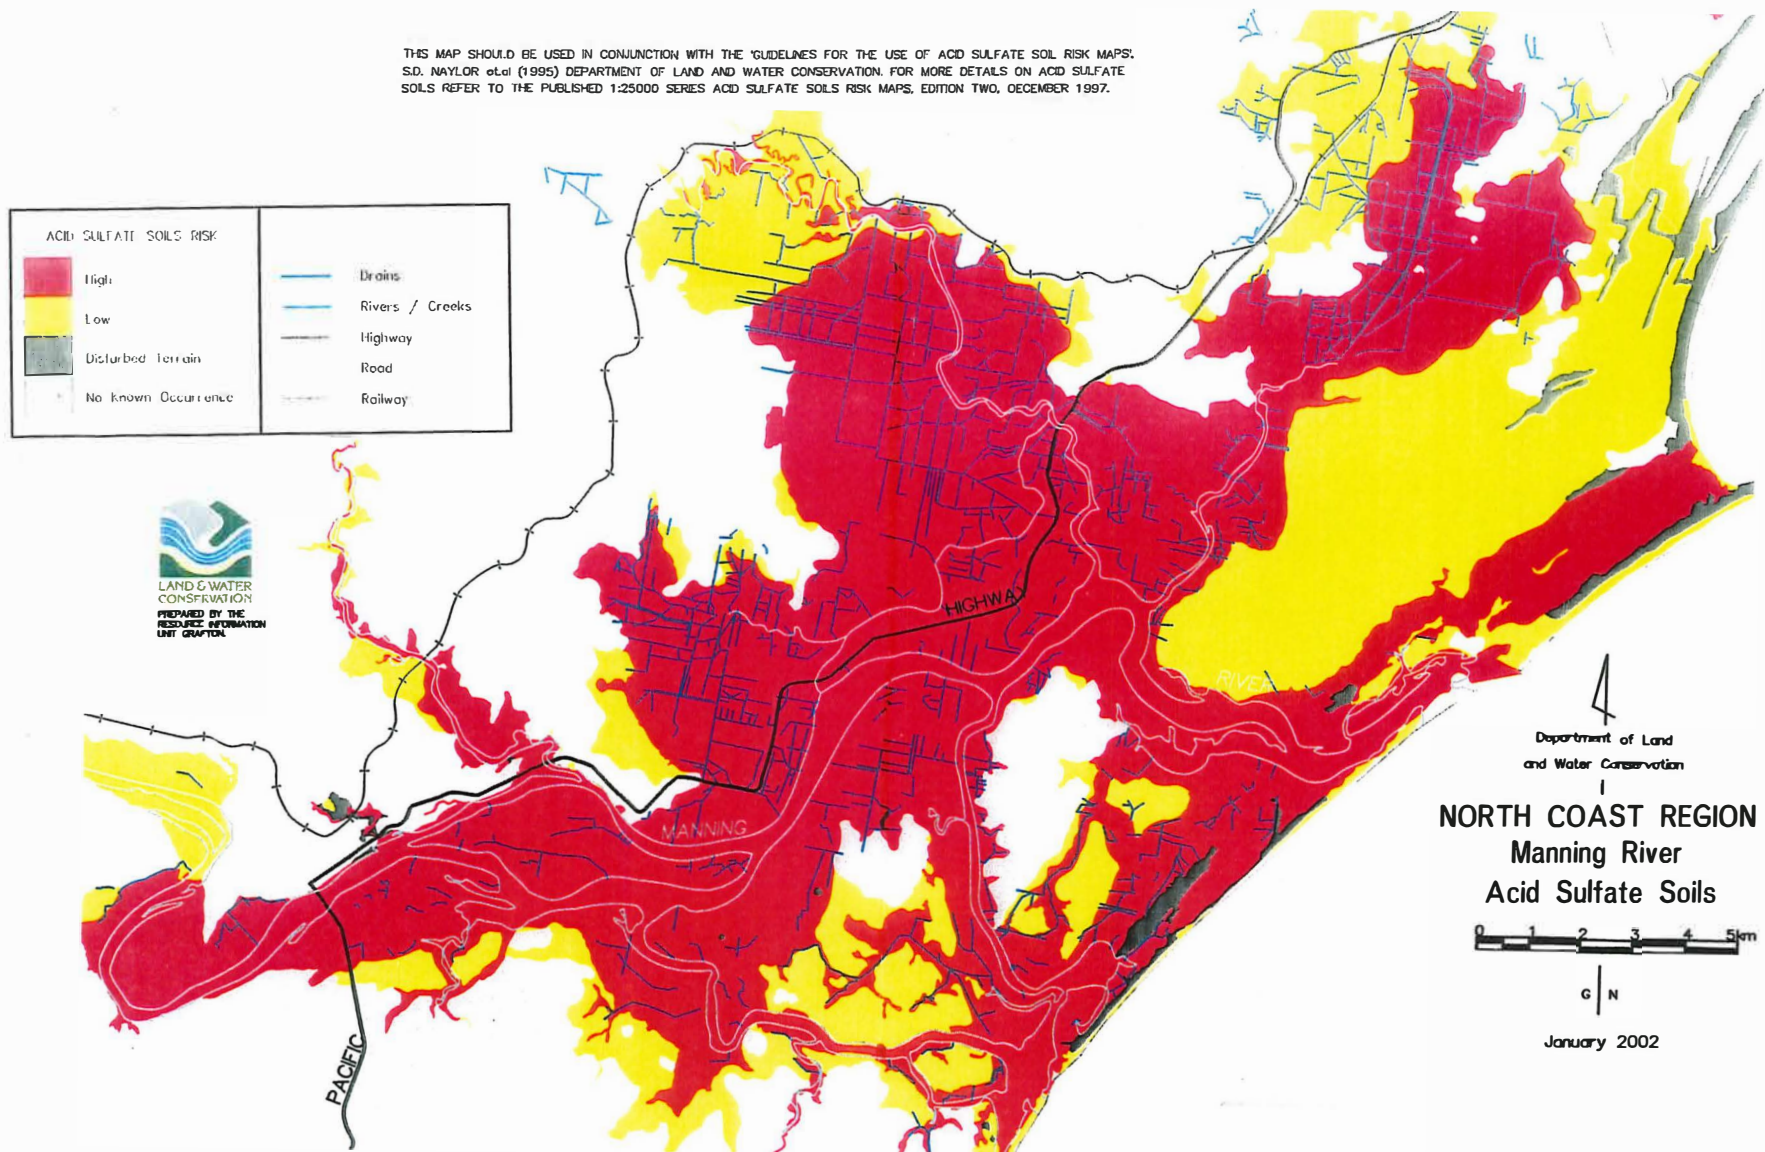 THIS MAP SHOULD BE USED IN CONJUNCTION WITH THE 'GUIDELINES FOR THE USE OF ACID SULFATE SOIL RISK MAPS'.
S.D. NAYLOR et.al (1995) DEPARTMENT OF LAND AND WATER CONSERVATION. FOR MORE DETAILS ON ACID SULFATE
SOILS REFER TO THE PUBLISHED 1:25000 SERIES ACID SULFATE SOILS RISK MAPS, EDITION TWO, DECEMBER 1997.
ACID SULFATE SOILS RISK
High
Low
Disturbed Terrain
No Known Occurrence
Drains
Rivers / Creeks
Highway
Road
Railway
LAND & WATER
CONSERVATION
PREPARED BY THE
RESOURCE INFORMATION
UNIT GRAFTON.
HIGHWAY
RIVER
MANNING
PACIFIC
Department of Land
and Water Conservation
NORTH COAST REGION
Manning River
Acid Sulfate Soils
0 1 2 3 4 5km
G N
January 2002